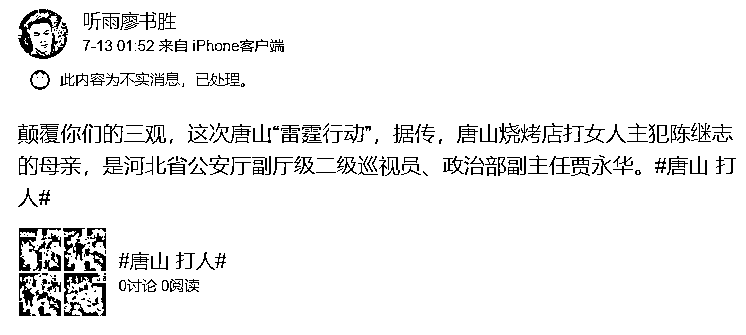 听雨廖书胜
7-13 01:52 来自 iPhone客户端
此内容为不实消息，已处理。
颠覆你们的三观，这次唐山“雷霆行动”，据传，唐山烧烤店打女人主犯陈继志
的母亲，是河北省公安厅副厅级二级巡视员、政治部副主任贾永华。#唐山 打
人#
#唐山 打人#
0讨论 0阅读